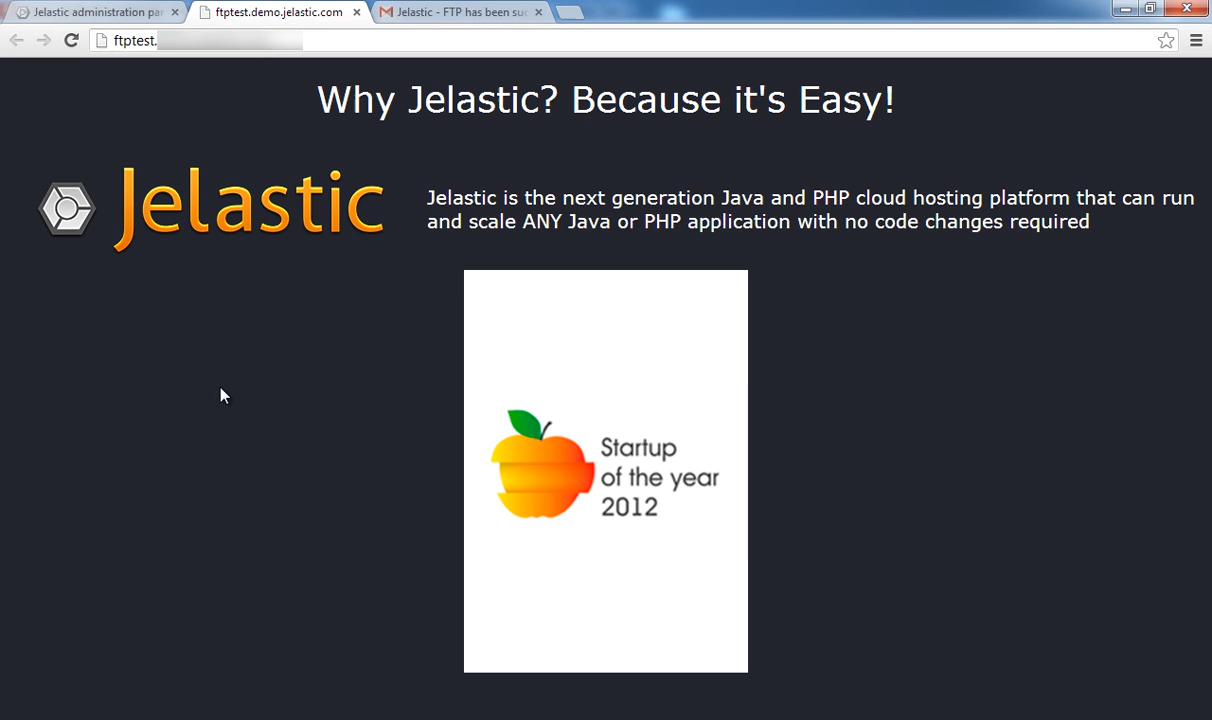 Jelastic administration par
ftptest.demo.jelastic.com
Jelastic - FTP has been suc
ftptest.
Why Jelastic? Because it's Easy!
Jelastic
Jelastic is the next generation Java and PHP cloud hosting platform that can run
and scale ANY Java or PHP application with no code changes required
Startup
of the year
2012